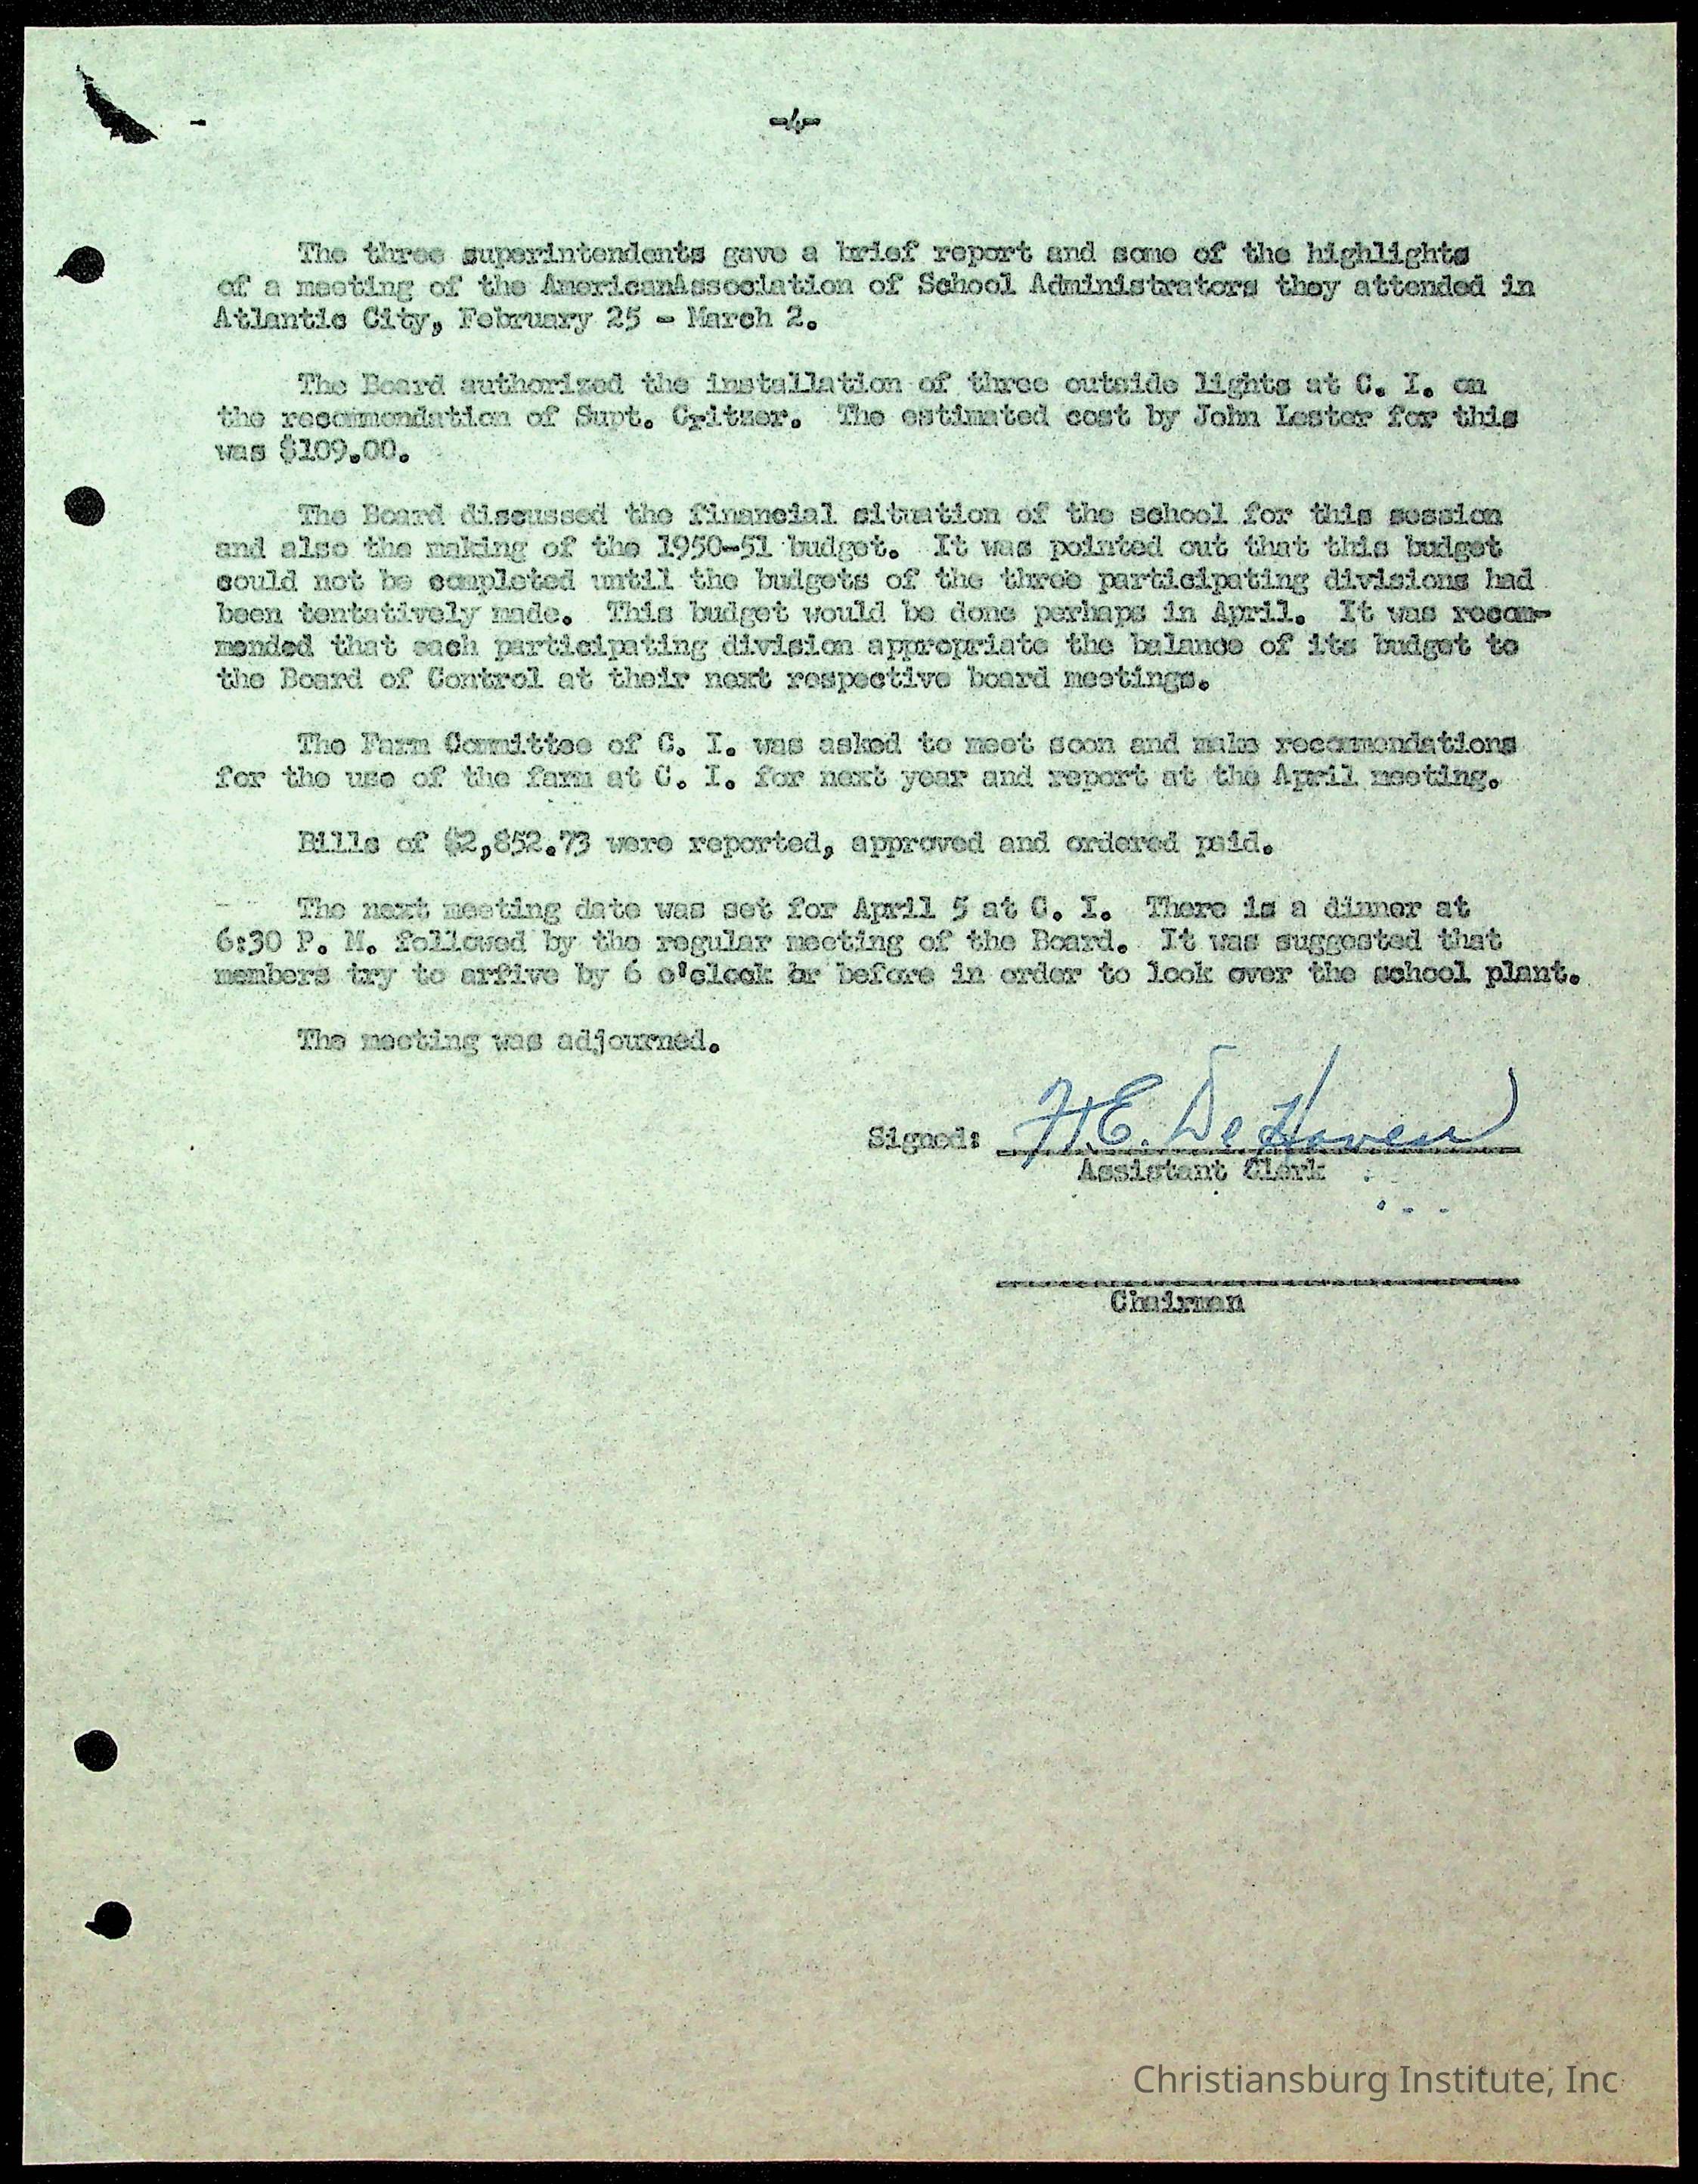 -4-
The three superintendents gave a brief report and some of the highlights
of a meeting of the AmericanAssociation of School Administrators they attended in
Atlantic City, February 25 - March 2.
The Board authorized the installation of three outside lights at C. I. on
the recommendation of Supt. Critzer. The estimated cost by John Lester for this
was $109.00.
The Board discussed the financial situation of the school for this session
and also the making of the 1950-51 budget. It was pointed out that this budget
could not be completed until the budgets of the three participating divisions had
been tentatively made. This budget would be done perhaps in April. It was recom-
mended that each participating division appropriate the balance of its budget to
the Board of Control at their next respective board meetings.
The Farm Committee of C. I. was asked to meet soon and make recommendations
for the use of the farm at C. I. for next year and report at the April meeting.
Bills of $2,852.73 were reported, approved and ordered paid.
The next meeting date was set for April 5 at C. I. There is a dinner at
6:30 P. M. followed by the regular meeting of the Board. It was suggested that
members try to arrive by 6 o'clock or before in order to look over the school plant.
The meeting was adjourned.
Signed: H.E. DeHaven
Assistant Clerk
Chairman
Christiansburg Institute, Inc